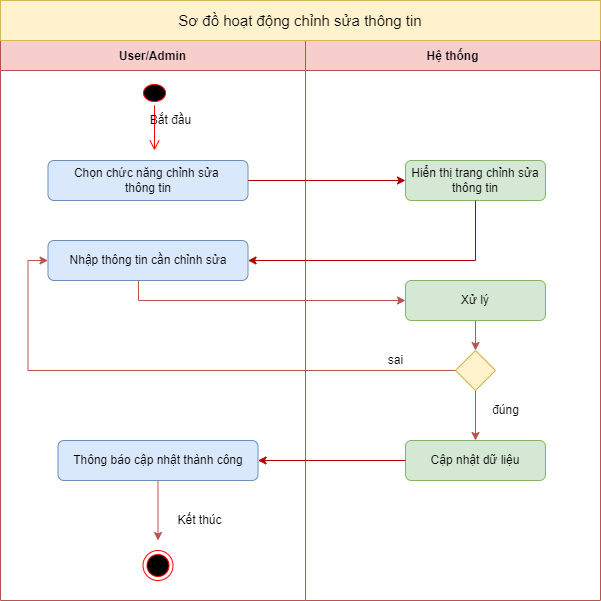 Sơ đồ hoạt động chỉnh sửa thông tin
User/Admin
Hệ thống
Bắt đầu
Chọn chức năng chỉnh sửa
thông tin
Hiển thị trang chỉnh sửa
thông tin
Nhập thông tin cần chỉnh sửa
Xử lý
sai
đúng
Thông báo cập nhật thành công
Cập nhật dữ liệu
Kết thúc